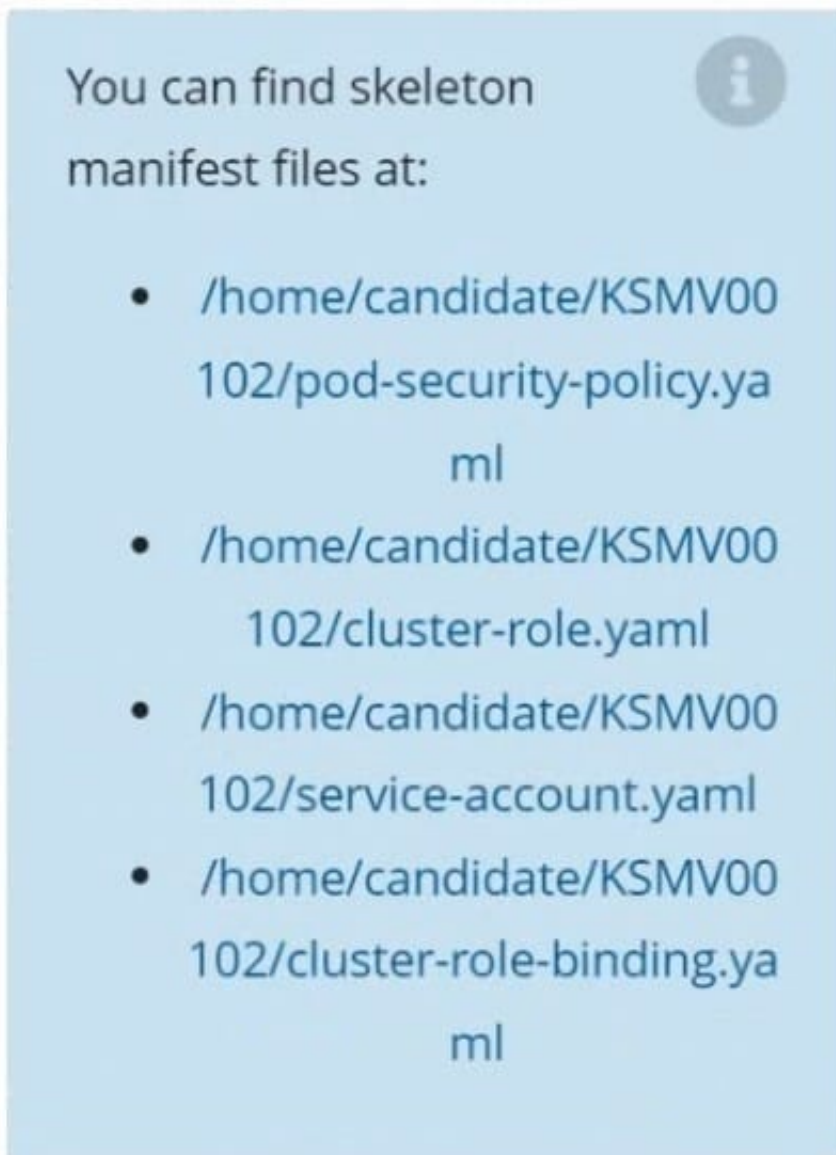 You can find skeleton
manifest files at:
• /home/candidate/KSMV00
102/pod-security-policy.ya
ml
• /home/candidate/KSMV00
102/cluster-role.yaml
• /home/candidate/KSMV00
102/service-account.yaml
• /home/candidate/KSMV00
102/cluster-role-binding.ya
ml